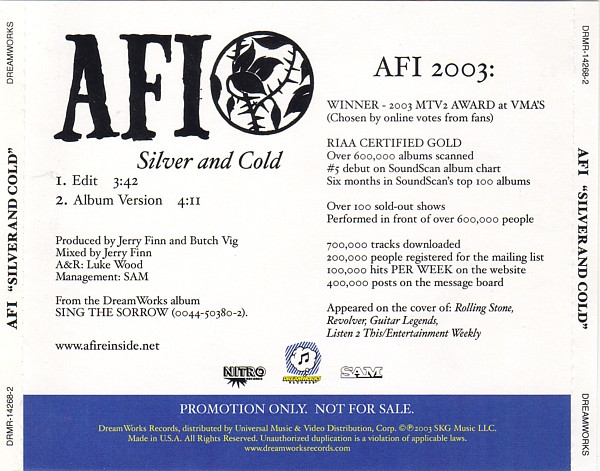 DREAMWORKS
DRMR-14268-2
AFI "SILVERAND COLD"
DRMR-14268-2
AFI
Silver and Cold
1. Edit 3:42
2. Album Version 4:11
Produced by Jerry Finn and Butch Vig
Mixed by Jerry Finn
A&R: Luke Wood
Management: SAM
From the DreamWorks album
SING THE SORROW (0044-50380-2).
www.afireinside.net
AFI 2003:
WINNER - 2003 MTV2 AWARD at VMA'S
(Chosen by online votes from fans)
RIAA CERTIFIED GOLD
Over 600,000 albums scanned
#5 debut on SoundScan album chart
Six months in SoundScan's top 100 albums
Over 100 sold-out shows
Performed in front of over 600,000 people
700,000 tracks downloaded
200,000 people registered for the mailing list
100,000 hits PER WEEK on the website
400,000 posts on the message board
Appeared on the cover of: Rolling Stone,
Revolver, Guitar Legends,
Listen 2 This/Entertainment Weekly
NITRO
RECORDS
DREAMWORKS
RECORDS
SAM
PROMOTION ONLY. NOT FOR SALE.
DreamWorks Records, distributed by Universal Music & Video Distribution, Corp. ©℗2003 SKG Music LLC.
Made in U.S.A. All Rights Reserved. Unauthorized duplication is a violation of applicable laws.
www.dreamworksrecords.com
AFI "SILVERAND COLD"
DREAMWORKS